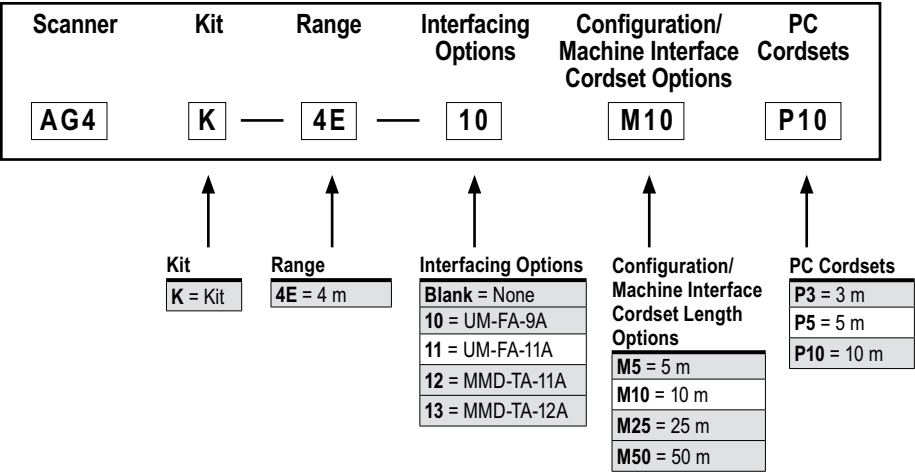 Scanner Kit Range Interfacing Options Configuration/ Machine Interface Cordset Options PC Cordsets
AG4 K — 4E — 10 M10 P10
Kit
K = Kit
Range
4E = 4 m
Interfacing Options
Blank = None
10 = UM-FA-9A
11 = UM-FA-11A
12 = MMD-TA-11A
13 = MMD-TA-12A
Configuration/
Machine Interface
Cordset Length
Options
M5 = 5 m
M10 = 10 m
M25 = 25 m
M50 = 50 m
PC Cordsets
P3 = 3 m
P5 = 5 m
P10 = 10 m